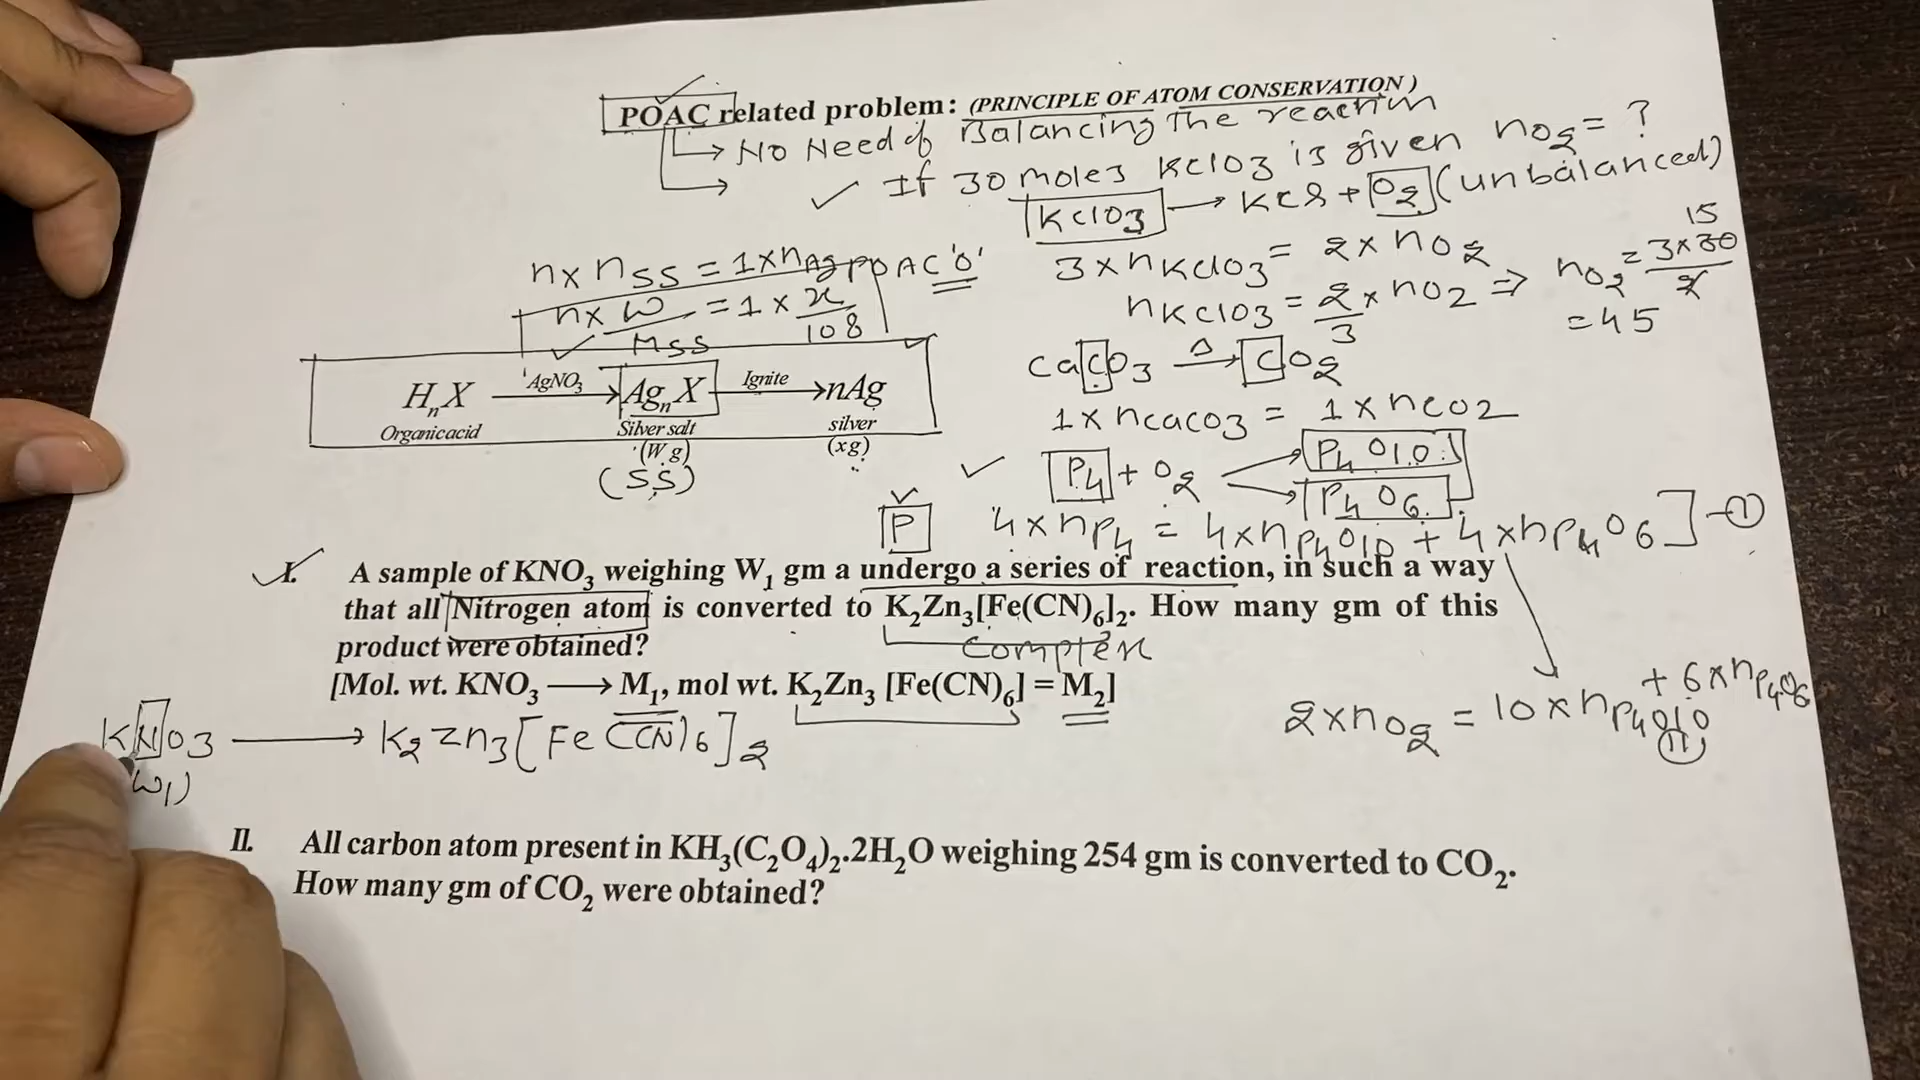 POAC related problem: (PRINCIPLE OF ATOM CONSERVATION)
→ No Need of Balancing The reaction
→ ✓ If 30 moles KClO3 is given nO2 = ?
KClO3 → KCl + O2 (unbalanced)
n x nSS = 1 x nAg POAC 'O'
n x W/MSS = 1 x x/108
3 x nKClO3 = 2 x nO2
nKClO3 = 2/3 x nO2 ⇒ nO2 = 3 x 30/2 15
= 45
HnX AgNO3 → AgnX Ignite → nAg
Organic acid Silver salt silver
(W g) (x g)
(SS)
CaCO3 Δ→ CO2
1 x nCaCO3 = 1 x nCO2
✓ P4 + O2 → P4O10
→ P4O6
P 4 x nP4 = 4 x nP4O10 + 4 x nP4O6] - ①
I. A sample of KNO3 weighing W1 gm a undergo a series of reaction, in such a way
that all Nitrogen atom is converted to K2Zn3[Fe(CN)6]2. How many gm of this
product were obtained?
Complex
[Mol. wt. KNO3 → M1, mol wt. K2Zn3 [Fe(CN)6] = M2]
2 x nO2 = 10 x nP4O10 + 6 x nP4O6
(11)
KNO3 → K2Zn3[Fe(CN)6]2
(W1)
II. All carbon atom present in KH3(C2O4)2.2H2O weighing 254 gm is converted to CO2.
How many gm of CO2 were obtained?